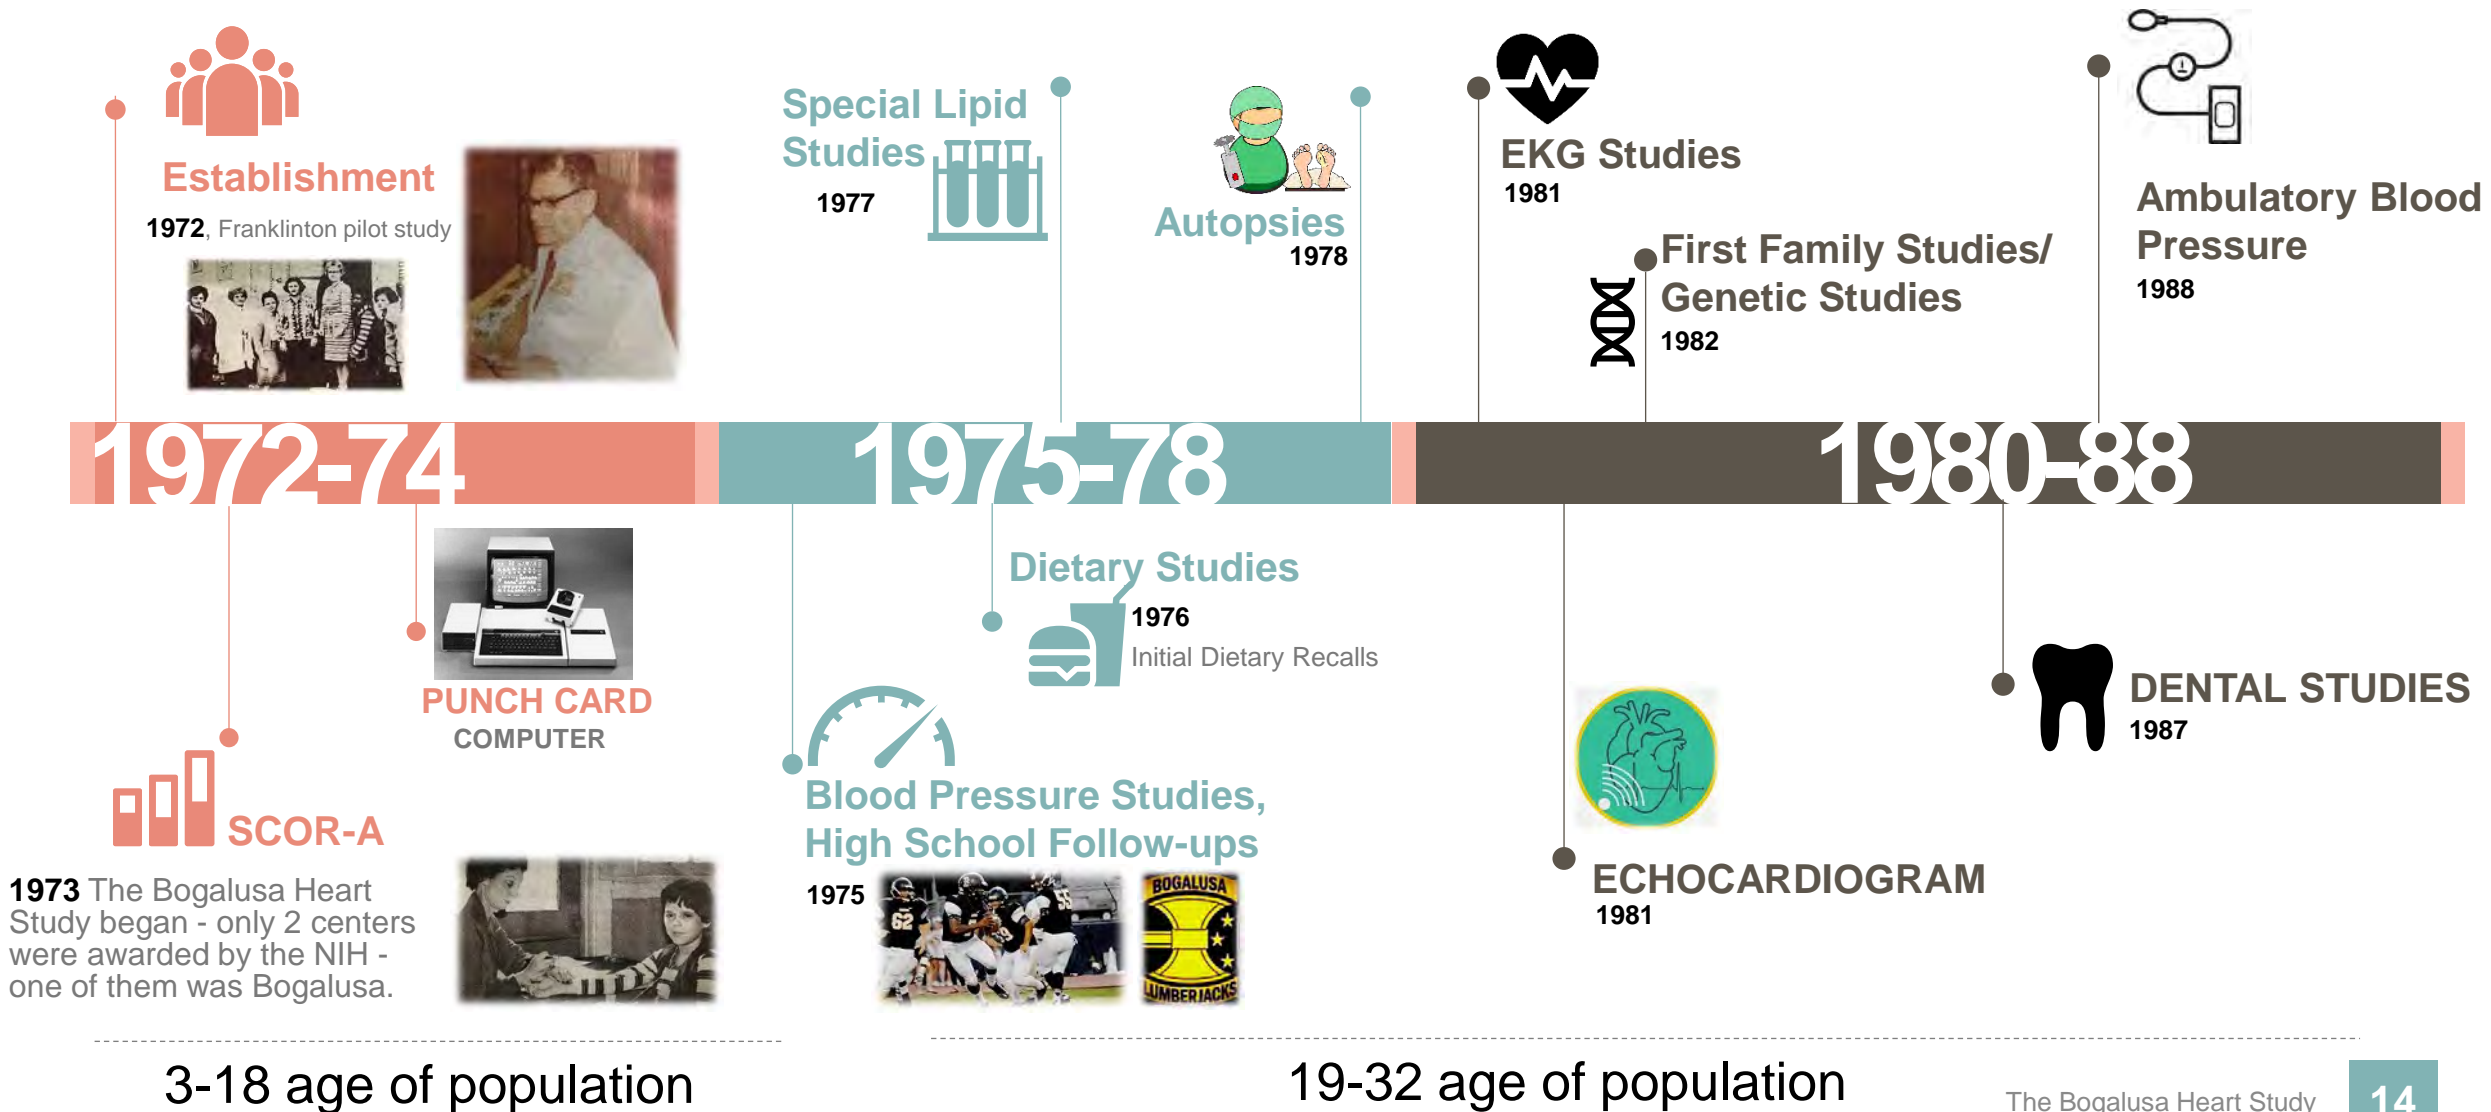 Establishment
1972, Franklinton pilot study
Special Lipid
Studies
1977
Autopsies
1978
EKG Studies
1981
First Family Studies/
Genetic Studies
1982
Ambulatory Blood
Pressure
1988
1972-74
1975-78
1980-88
PUNCH CARD
COMPUTER
SCOR-A
1973 The Bogalusa Heart
Study began - only 2 centers
were awarded by the NIH -
one of them was Bogalusa.
Dietary Studies
1976
Initial Dietary Recalls
Blood Pressure Studies,
High School Follow-ups
1975
62
55
BOGALUSA
LUMBERJACKS
ECHOCARDIOGRAM
1981
DENTAL STUDIES
1987
3-18 age of population
19-32 age of population
The Bogalusa Heart Study
14